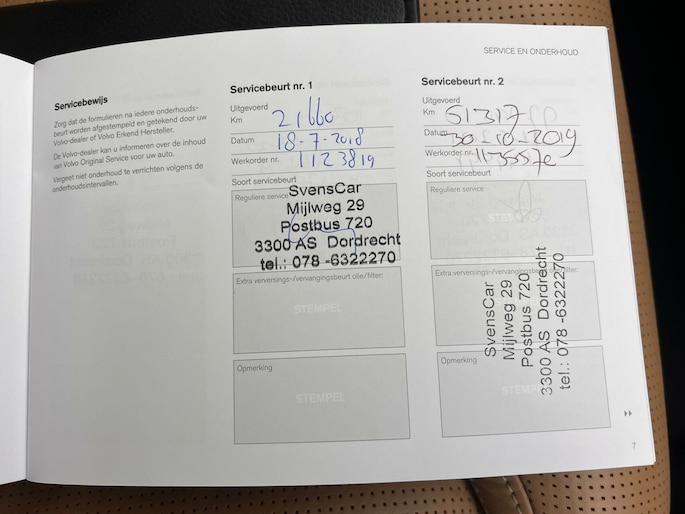 SERVICE EN ONDERHOUD
Servicebewijs
Zorg dat de formulieren na iedere onderhouds-
beurt worden afgestempeld en getekend door uw
Volvo-dealer of Volvo Erkend Hersteller.
De Volvo-dealer kan u informeren over de inhoud
van Volvo Original Service voor uw auto.
Vergeet niet onderhoud te verrichten volgens de
onderhoudsintervallen.
Servicebeurt nr. 1
Uitgevoerd
Km 21660
Datum 18-7-2018
Werkorder nr. 1123819
Soort servicebeurt
Reguliere service
SvensCar
Mijlweg 29
Postbus 720
3300 AS Dordrecht
tel.: 078 -6322270
Extra verversings-/vervangingsbeurt olie/filter:
STEMPEL
Opmerking
STEMPEL
Servicebeurt nr. 2
Uitgevoerd
Km 51317
Datum 30-10-2019
Werkorder nr.
Soort servicebeurt
Reguliere service
STEMPEL
Extra verversings-/vervangingsbeurt olie/filter:
SvensCar
Mijlweg 29
Postbus 720
3300 AS Dordrecht
tel.: 078 -6322270
Opmerking
STEMPEL
7